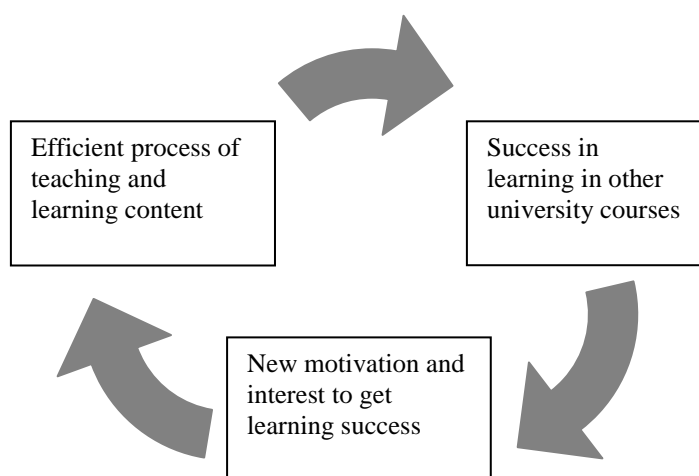 Efficient process of
teaching and
learning content
Success in
learning in other
university courses
New motivation and
interest to get
learning success